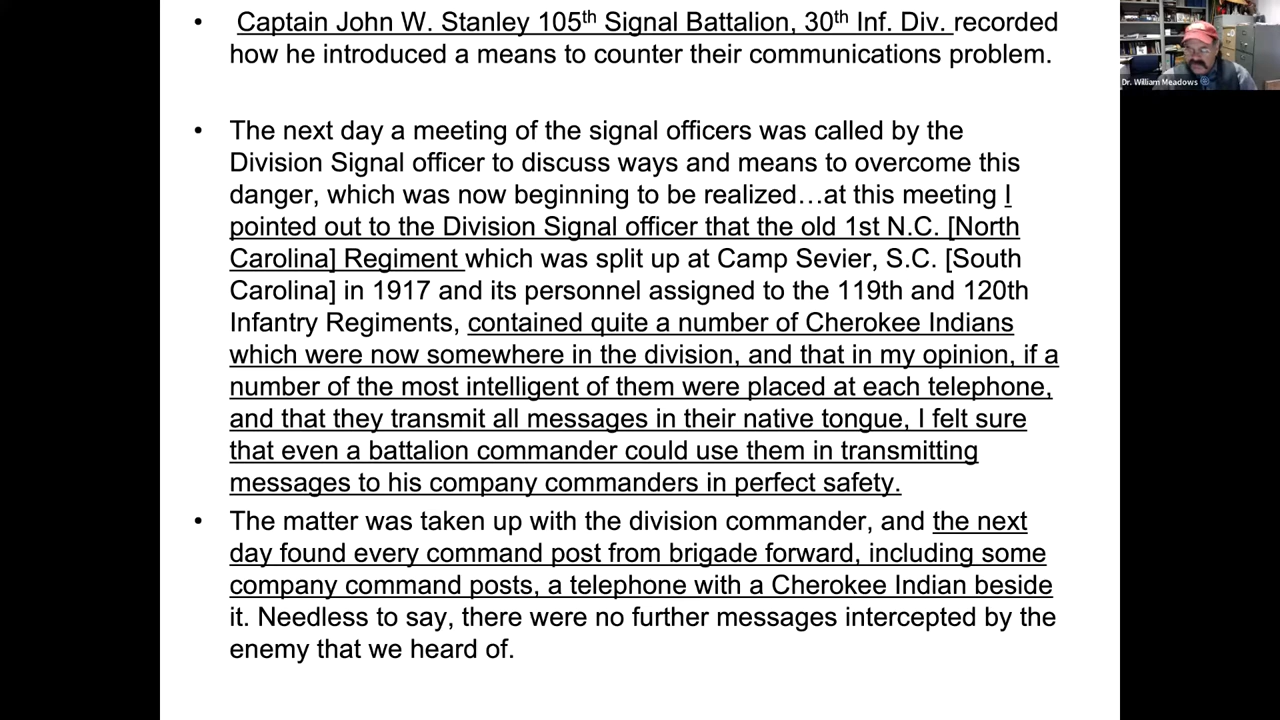 • Captain John W. Stanley 105th Signal Battalion, 30th Inf. Div. recorded
how he introduced a means to counter their communications problem.
• The next day a meeting of the signal officers was called by the
Division Signal officer to discuss ways and means to overcome this
danger, which was now beginning to be realized…at this meeting I
pointed out to the Division Signal officer that the old 1st N.C. [North
Carolina] Regiment which was split up at Camp Sevier, S.C. [South
Carolina] in 1917 and its personnel assigned to the 119th and 120th
Infantry Regiments, contained quite a number of Cherokee Indians
which were now somewhere in the division, and that in my opinion, if a
number of the most intelligent of them were placed at each telephone,
and that they transmit all messages in their native tongue, I felt sure
that even a battalion commander could use them in transmitting
messages to his company commanders in perfect safety.
• The matter was taken up with the division commander, and the next
day found every command post from brigade forward, including some
company command posts, a telephone with a Cherokee Indian beside
it. Needless to say, there were no further messages intercepted by the
enemy that we heard of.
Dr. William Meadows